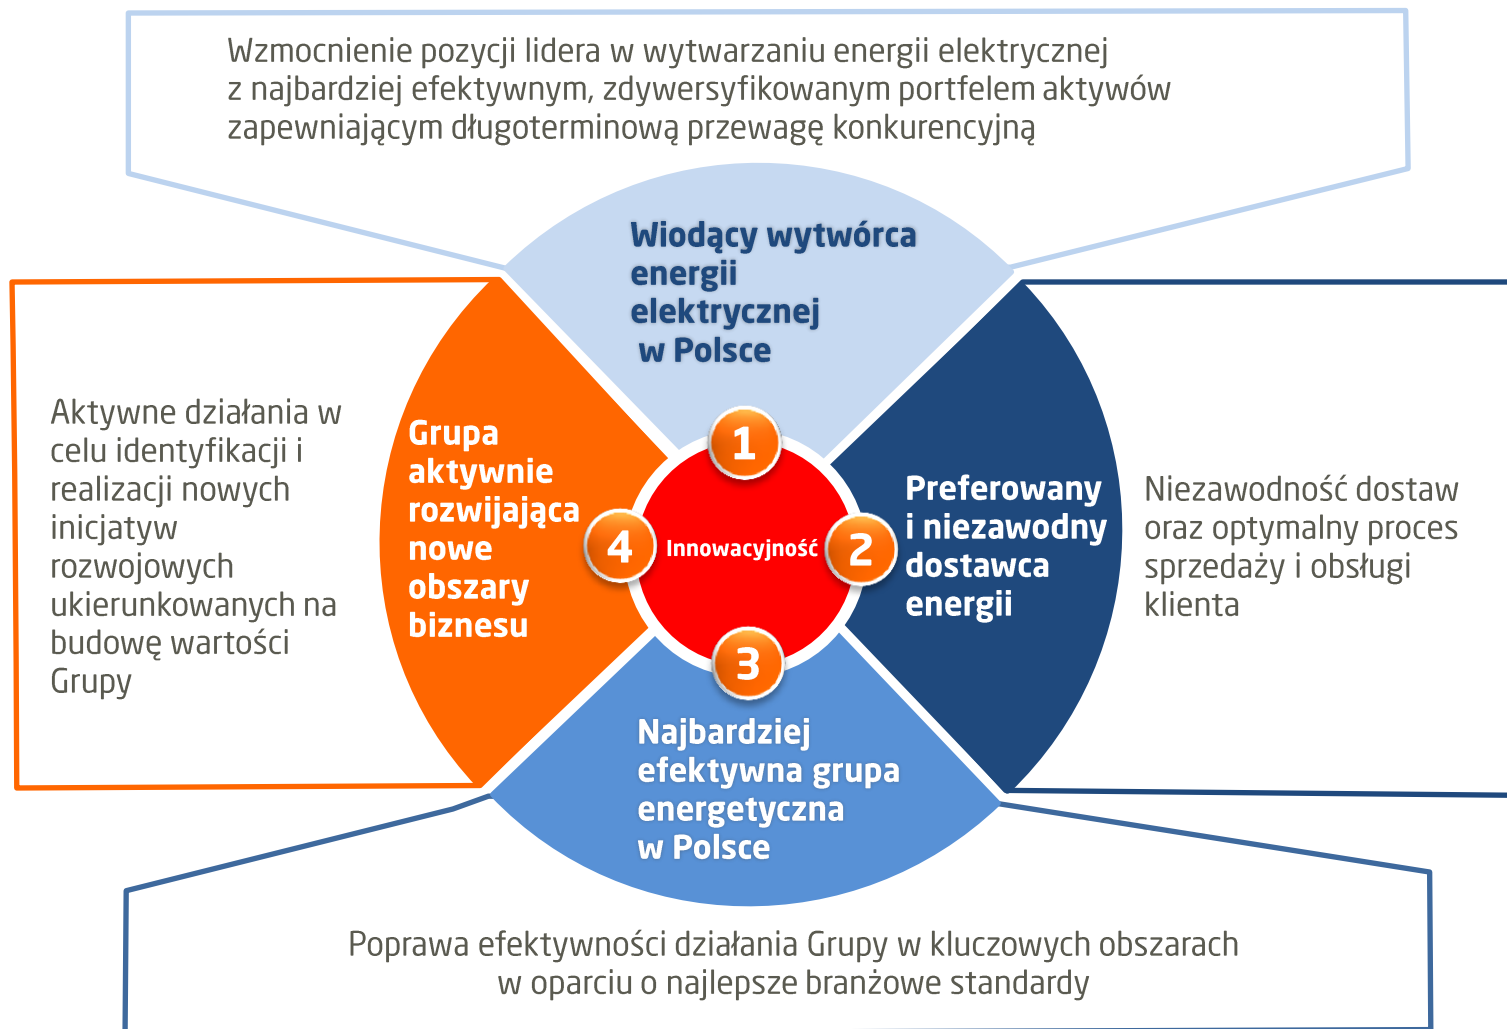 Wzmocnienie pozycji lidera w wytwarzaniu energii elektrycznej
z najbardziej efektywnym, zdywersyfikowanym portfelem aktywów
zapewniającym długoterminową przewagę konkurencyjną
Wiodący wytwórca
energii
elektrycznej
w Polsce
1
Preferowany
i niezawodny
dostawca
energii
2
Niezawodność dostaw
oraz optymalny proces
sprzedaży i obsługi
klienta
Innowacyjność
3
Najbardziej
efektywna grupa
energetyczna
w Polsce
Poprawa efektywności działania Grupy w kluczowych obszarach
w oparciu o najlepsze branżowe standardy
4
Grupa
aktywnie
rozwijająca
nowe
obszary
biznesu
Aktywne działania w
celu identyfikacji i
realizacji nowych
inicjatyw
rozwojowych
ukierunkowanych na
budowę wartości
Grupy